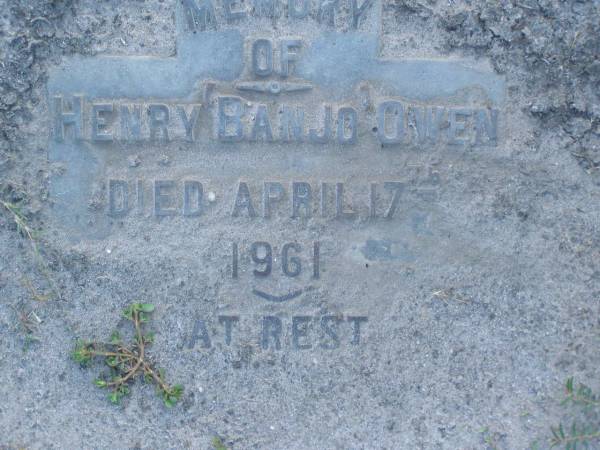 MEMORY
OF
HENRY BANJO OWEN
DIED APRIL 17TH
1961
AT REST